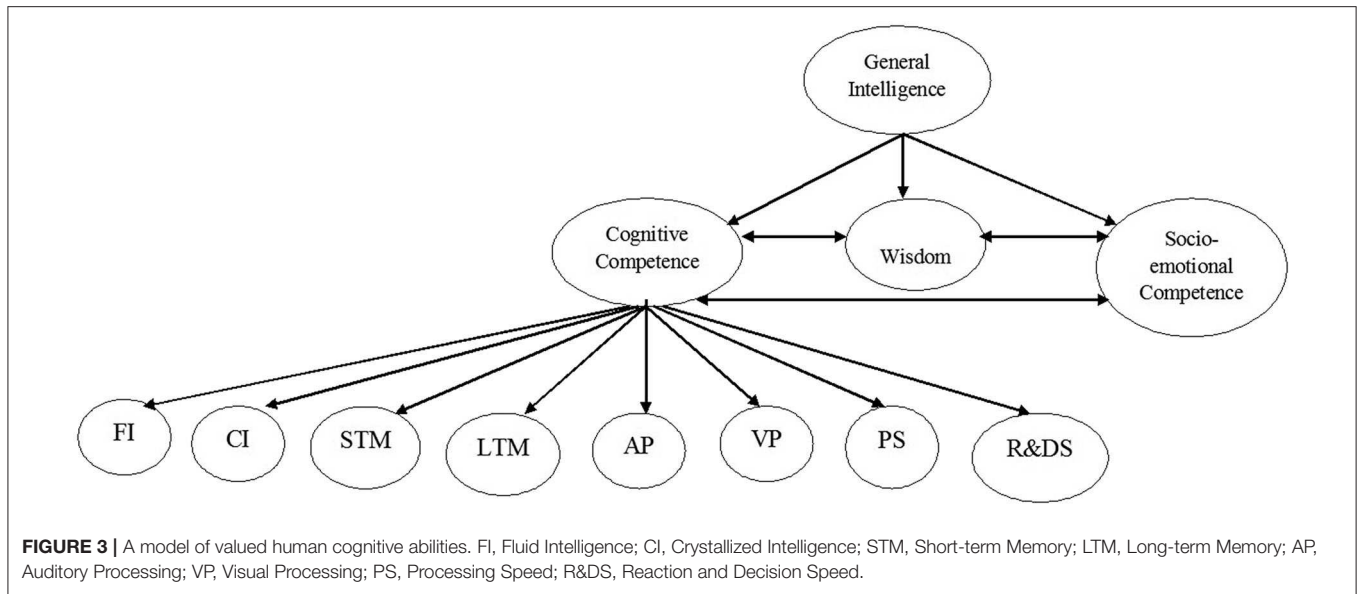 General
Intelligence
Cognitive
Competence
Wisdom
Socio-
emotional
Competence
FI
CI
STM
LTM
AP
VP
PS
R&DS
FIGURE 3 | A model of valued human cognitive abilities. FI, Fluid Intelligence; CI, Crystallized Intelligence; STM, Short-term Memory; LTM, Long-term Memory; AP,
Auditory Processing; VP, Visual Processing; PS, Processing Speed; R&DS, Reaction and Decision Speed.